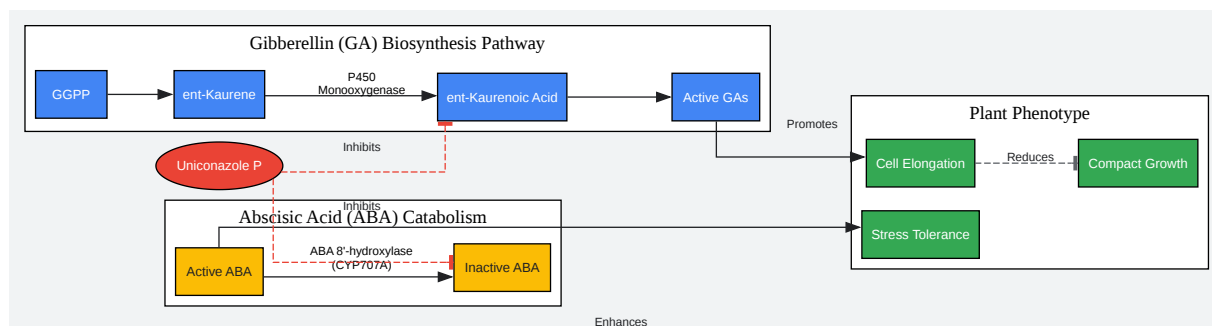 Gibberellin (GA) Biosynthesis Pathway
GGPP
ent-Kaurene
P450
Monooxygenase
ent-Kaurenoic Acid
Active GAs
Promotes
Plant Phenotype
Cell Elongation
Reduces
Compact Growth
Inhibits
Uniconazole P
Inhibits
Abscisic Acid (ABA) Catabolism
Stress Tolerance
Active ABA
ABA 8'-hydroxylase
(CYP707A)
Inactive ABA
Enhances